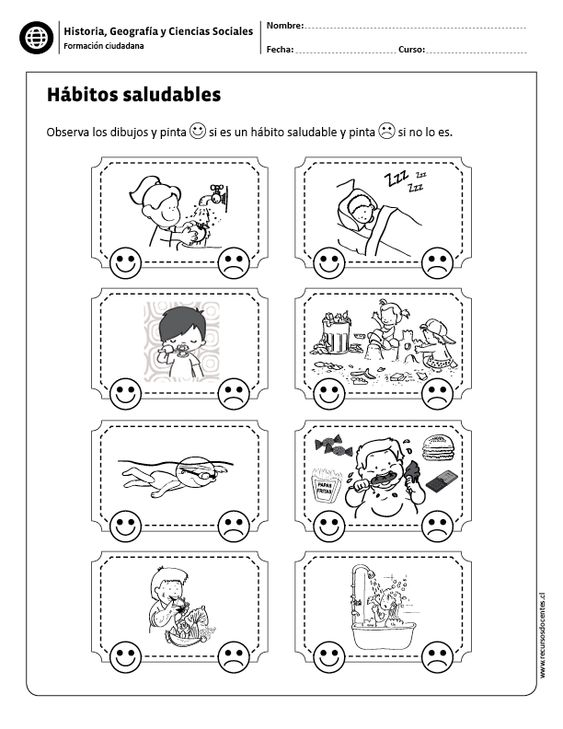 Historia, Geografía y Ciencias Sociales
Formación ciudadana
Nombre:
Fecha: Curso:
Hábitos saludables
Observa los dibujos y pinta si es un hábito saludable y pinta si no lo es.
Zzz
Zzz
Zzz
PAPAS
FRITAS
www.recursosdocentes.cl